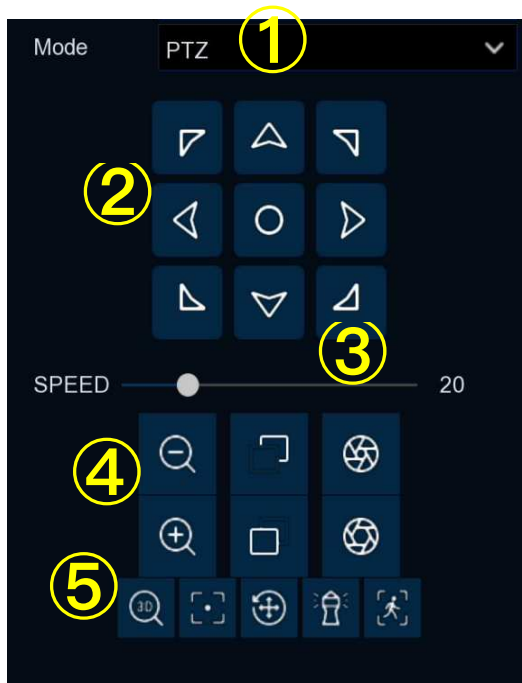 Mode PTZ ①
②
③
SPEED 20
④
⑤
3D